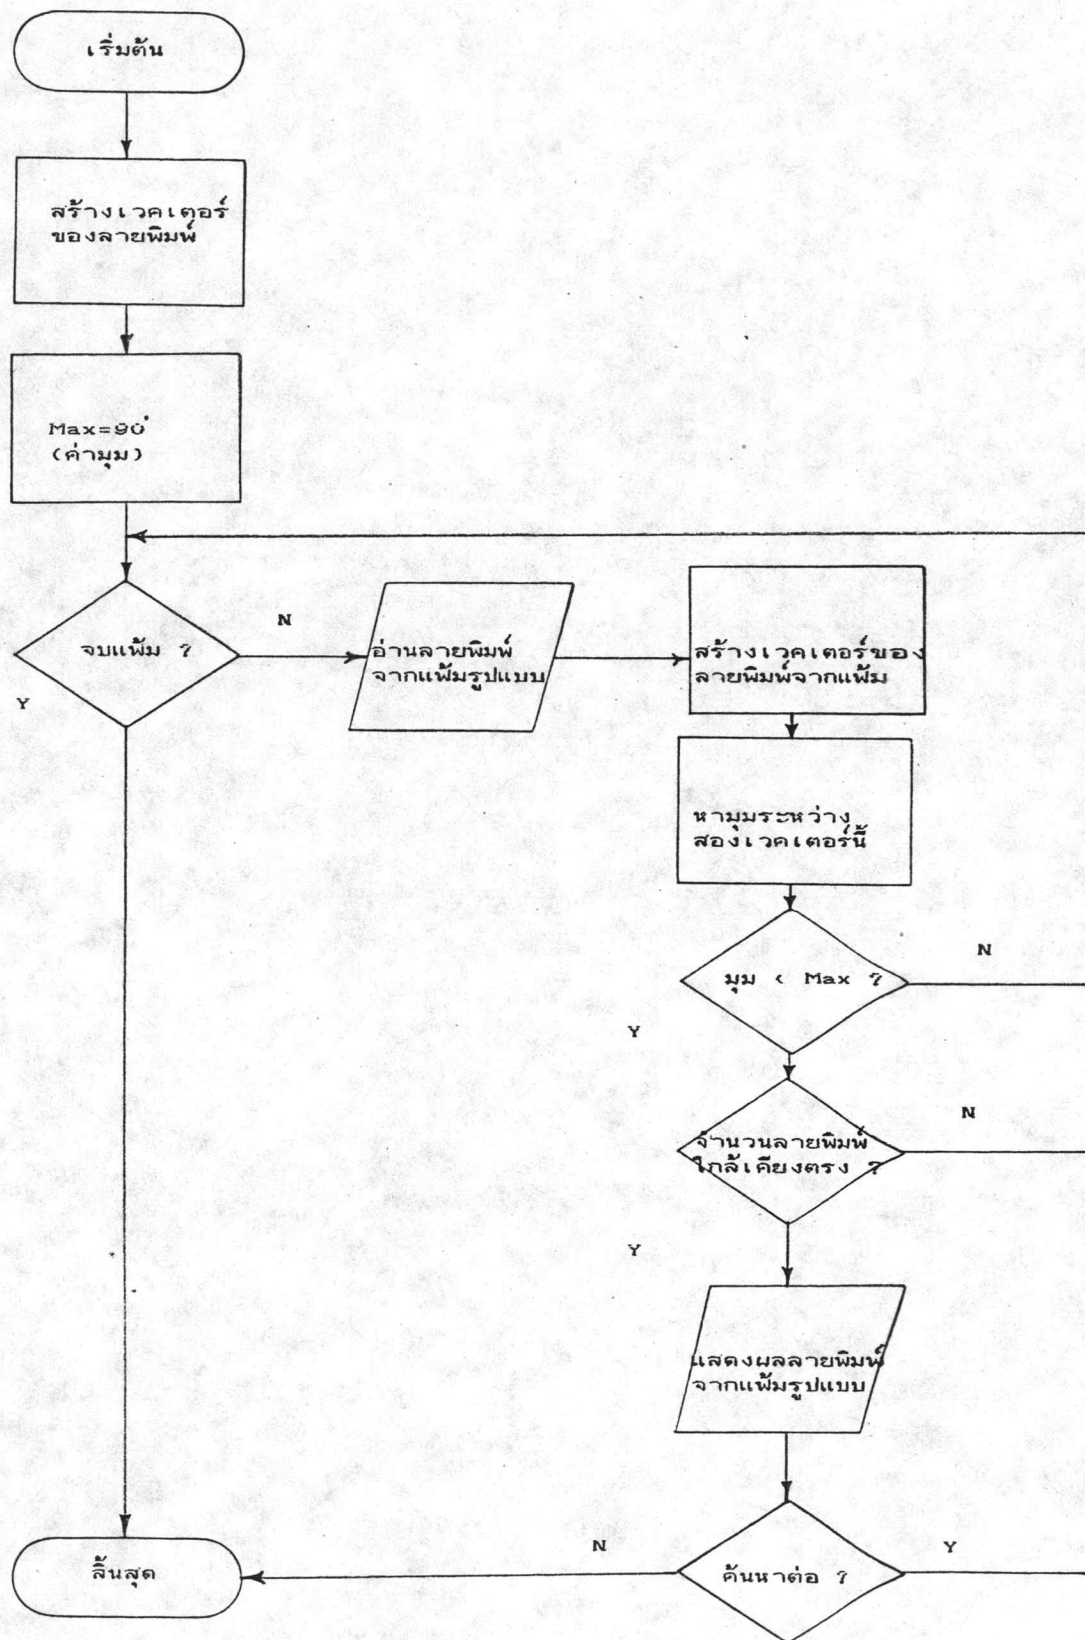 เริ่มต้น
สร้างเวคเตอร์
ของลายพิมพ์
Max=90°
(ค่ามุม)
จบแฟ้ม ?
N
Y
อ่านลายพิมพ์
จากแฟ้มรูปแบบ
สร้างเวคเตอร์ของ
ลายพิมพ์จากแฟ้ม
หามุมระหว่าง
สองเวคเตอร์นี้
มุม < Max ?
N
Y
จำนวนลายพิมพ์
ใกล้เคียงตรง ?
N
Y
แสดงผลลายพิมพ์
จากแฟ้มรูปแบบ
ค้นหาต่อ ?
N
Y
สิ้นสุด